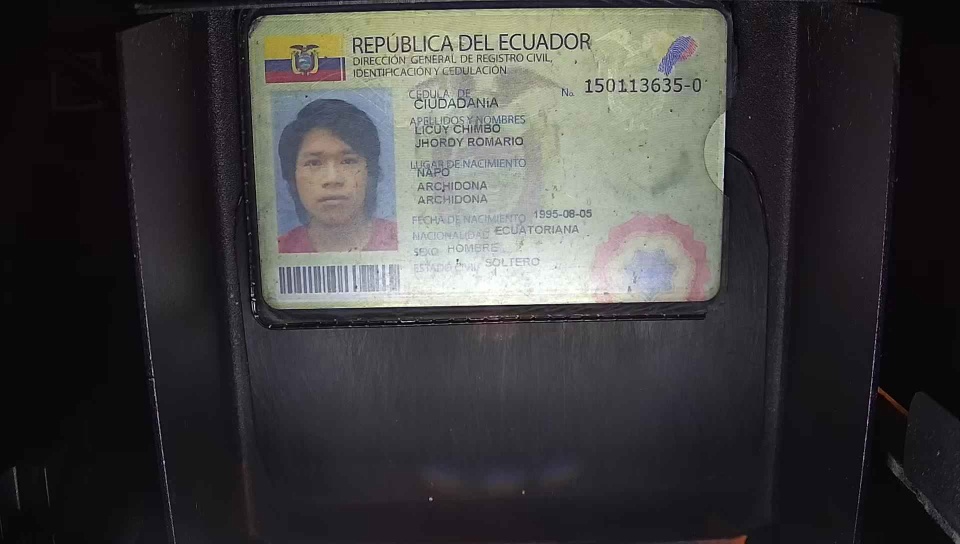 REPÚBLICA DEL ECUADOR
DIRECCIÓN GENERAL DE REGISTRO CIVIL,
IDENTIFICACIÓN Y CEDULACIÓN
CÉDULA DE No. 150113635-0
CIUDADANÍA
APELLIDOS Y NOMBRES
LICUY CHIMBO
JHORDY ROMARIO
LUGAR DE NACIMIENTO
NAPO
ARCHIDONA
ARCHIDONA
FECHA DE NACIMIENTO 1995-08-05
NACIONALIDAD ECUATORIANA
SEXO HOMBRE
ESTADO CIVIL SOLTERO